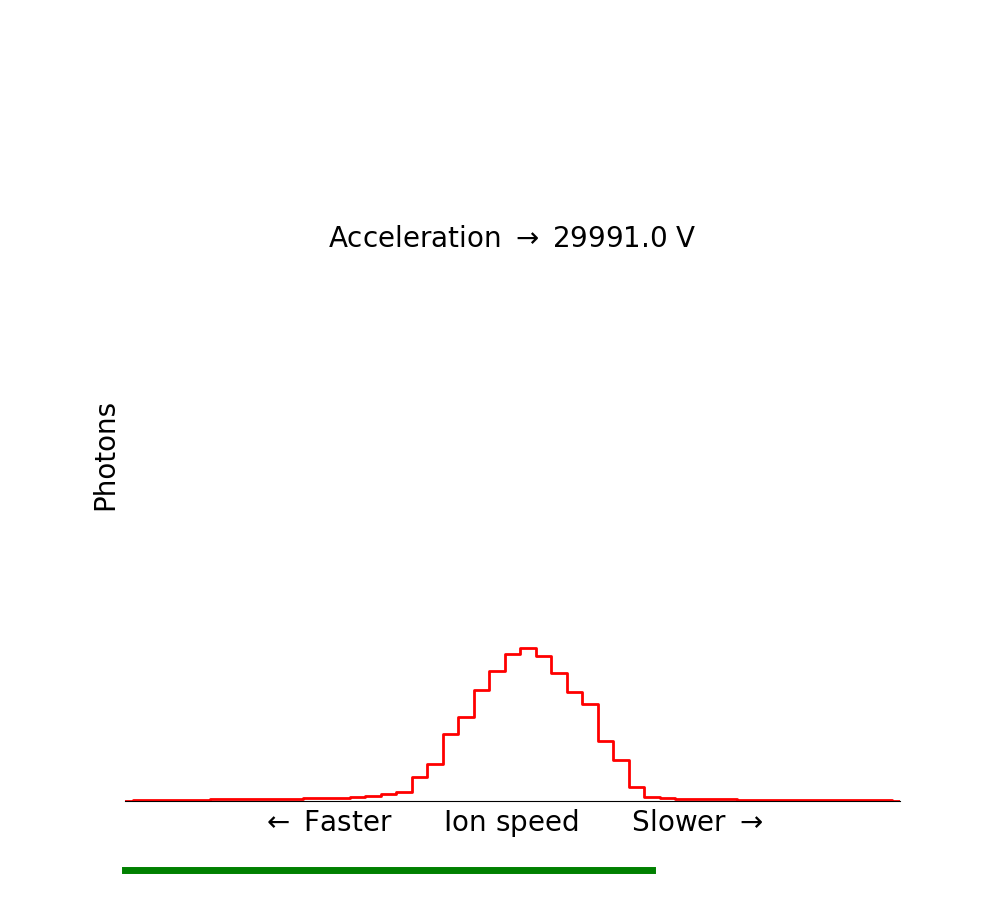 Acceleration → 29991.0 V
Photons
← Faster Ion speed Slower →